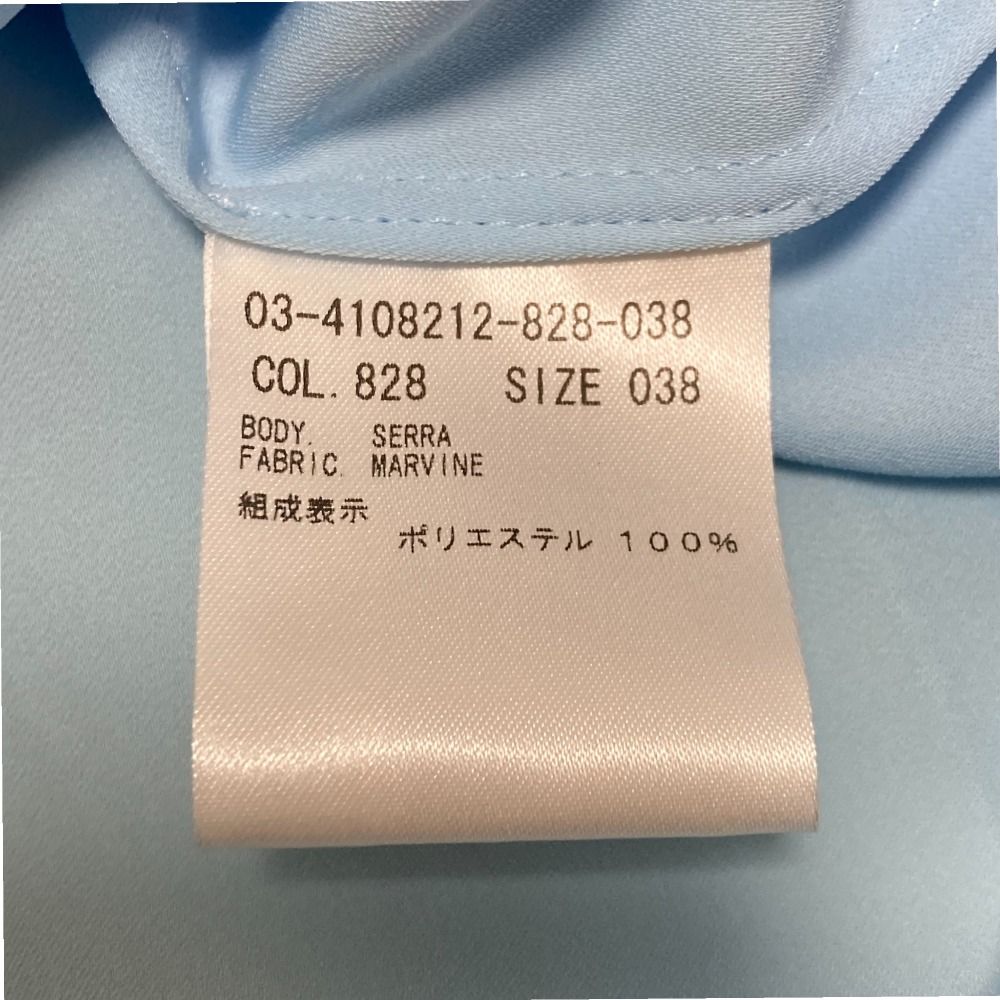 03-4108212-828-038
COL. 828 SIZE 038
BODY. SERRA
FABRIC. MARVINE
組成表示
ポリエステル 100%